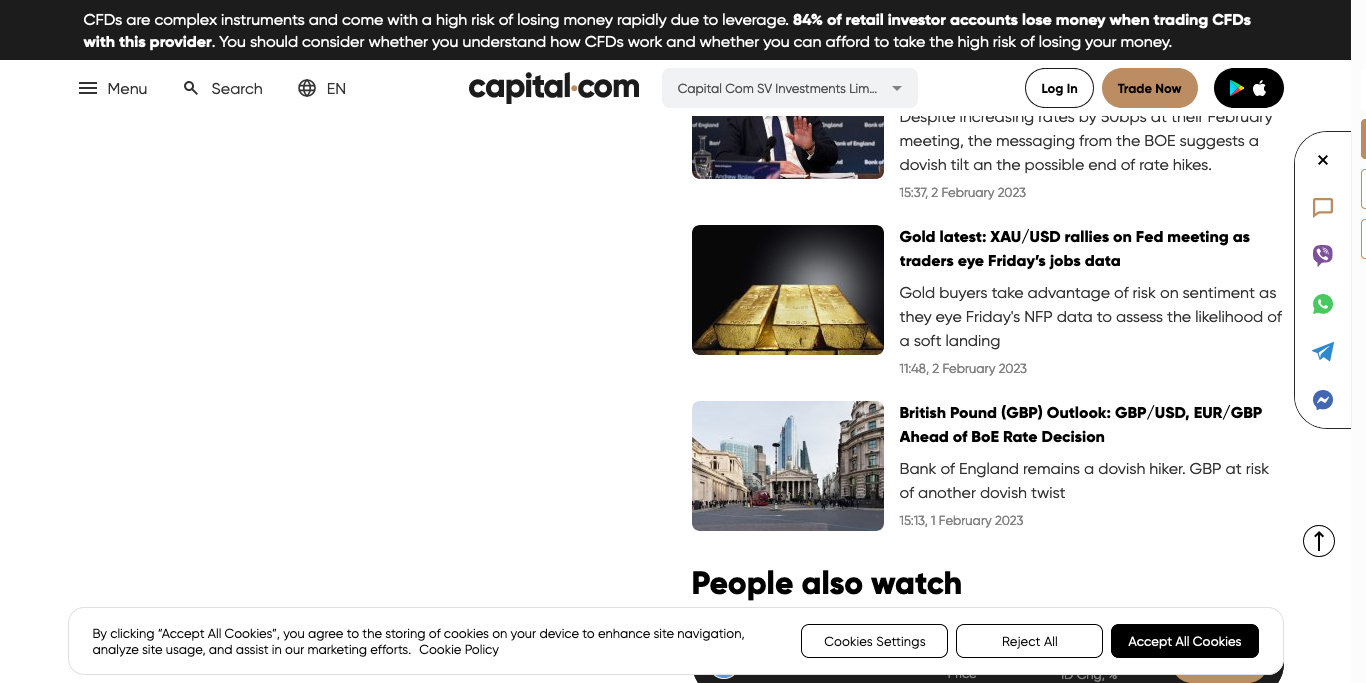 CFDs are complex instruments and come with a high risk of losing money rapidly due to leverage. 84% of retail investor accounts lose money when trading CFDs
with this provider. You should consider whether you understand how CFDs work and whether you can afford to take the high risk of losing your money.
Menu
Search
EN
capital.com
Capital Com SV Investments Lim...
Log In
Trade Now
Despite increasing rates by 50bps at their February
meeting, the messaging from the BOE suggests a
dovish tilt an the possible end of rate hikes.
15:37, 2 February 2023
Gold latest: XAU/USD rallies on Fed meeting as
traders eye Friday’s jobs data
Gold buyers take advantage of risk on sentiment as
they eye Friday's NFP data to assess the likelihood of
a soft landing
11:48, 2 February 2023
British Pound (GBP) Outlook: GBP/USD, EUR/GBP
Ahead of BoE Rate Decision
Bank of England remains a dovish hiker. GBP at risk
of another dovish twist
15:13, 1 February 2023
People also watch
By clicking “Accept All Cookies”, you agree to the storing of cookies on your device to enhance site navigation,
analyze site usage, and assist in our marketing efforts. Cookie Policy
Cookies Settings
Reject All
Accept All Cookies
Price
1D Chg, %